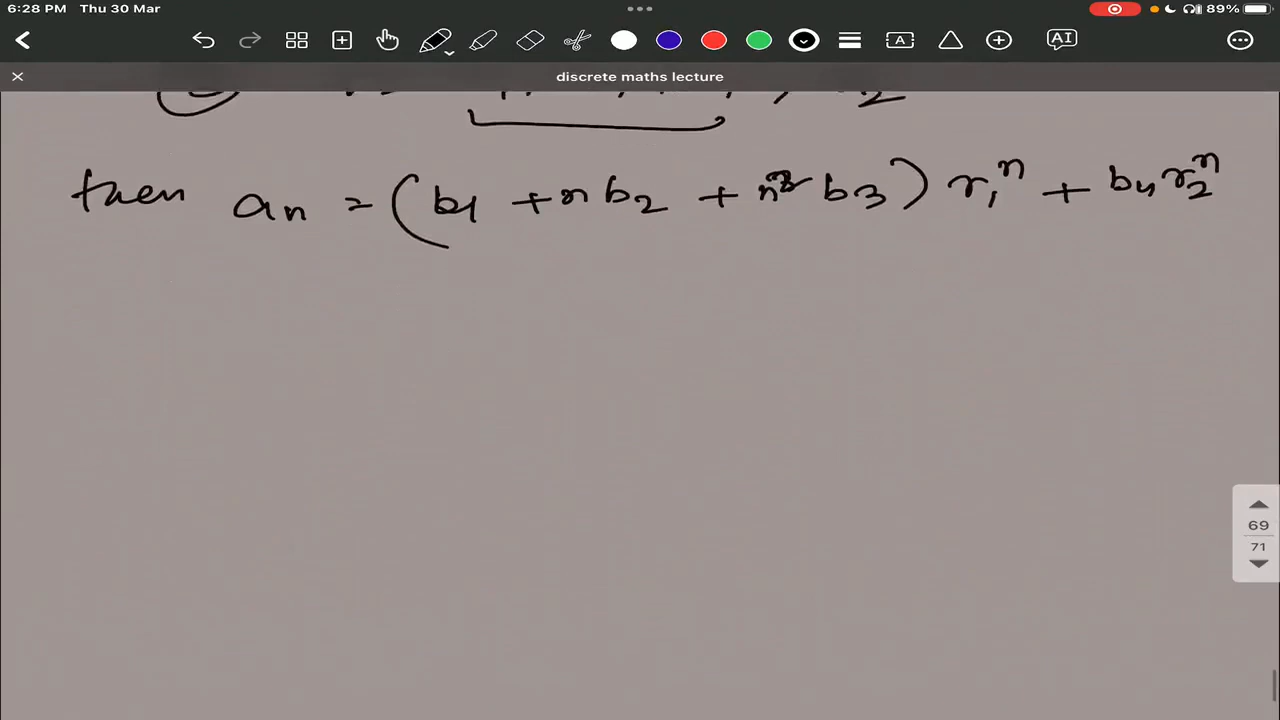 6:28 PM Thu 30 Mar
89%
A
AI
discrete maths lecture
then aₙ = (b₁ + n b₂ + n² b₃) r₁ⁿ + b₄ r₂ⁿ
69
71